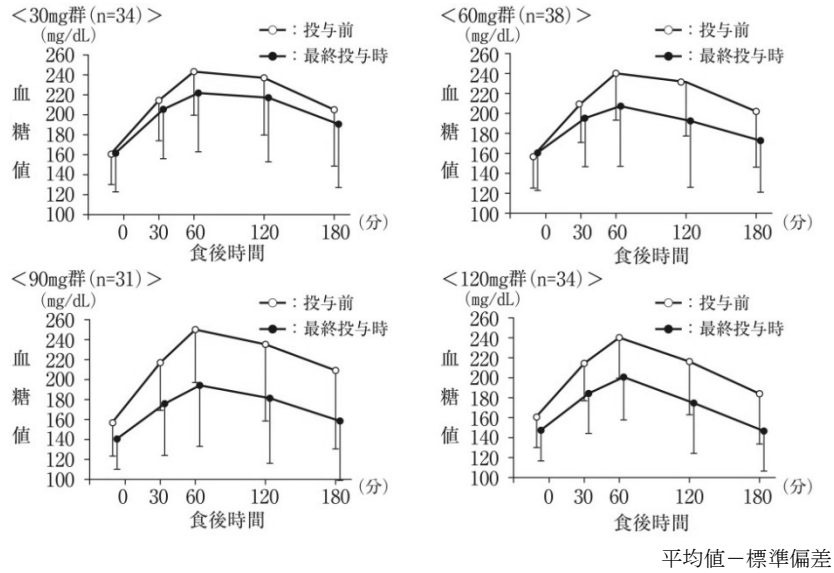 <30mg群(n=34)>
(mg/dL)
─○─：投与前
─●─：最終投与時
260
240
220
200
180
160
140
120
100
血糖値
0 30 60 120 180 (分)
食後時間
<60mg群(n=38)>
(mg/dL)
─○─：投与前
─●─：最終投与時
260
240
220
200
180
160
140
120
100
血糖値
0 30 60 120 180 (分)
食後時間
<90mg群(n=31)>
(mg/dL)
─○─：投与前
─●─：最終投与時
260
240
220
200
180
160
140
120
100
血糖値
0 30 60 120 180 (分)
食後時間
<120mg群(n=34)>
(mg/dL)
─○─：投与前
─●─：最終投与時
260
240
220
200
180
160
140
120
100
血糖値
0 30 60 120 180 (分)
食後時間
平均値－標準偏差